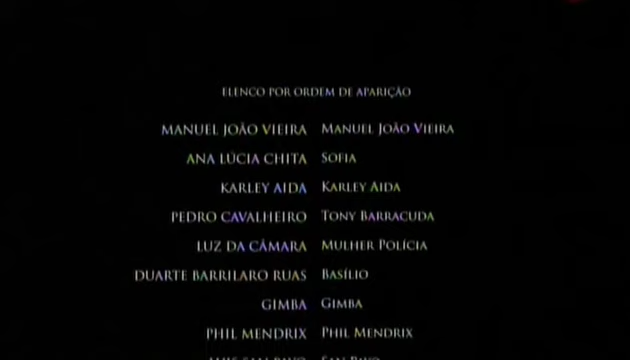 ELENCO POR ORDEM DE APARIÇÃO
MANUEL JOÃO VIEIRA MANUEL JOÃO VIEIRA
ANA LÚCIA CHITA SOFIA
KARLEY AIDA KARLEY AIDA
PEDRO CAVALHEIRO TONY BARRACUDA
LUZ DA CÂMARA MULHER POLÍCIA
DUARTE BARRILARO RUAS BASÍLIO
GIMBA GIMBA
PHIL MENDRIX PHIL MENDRIX